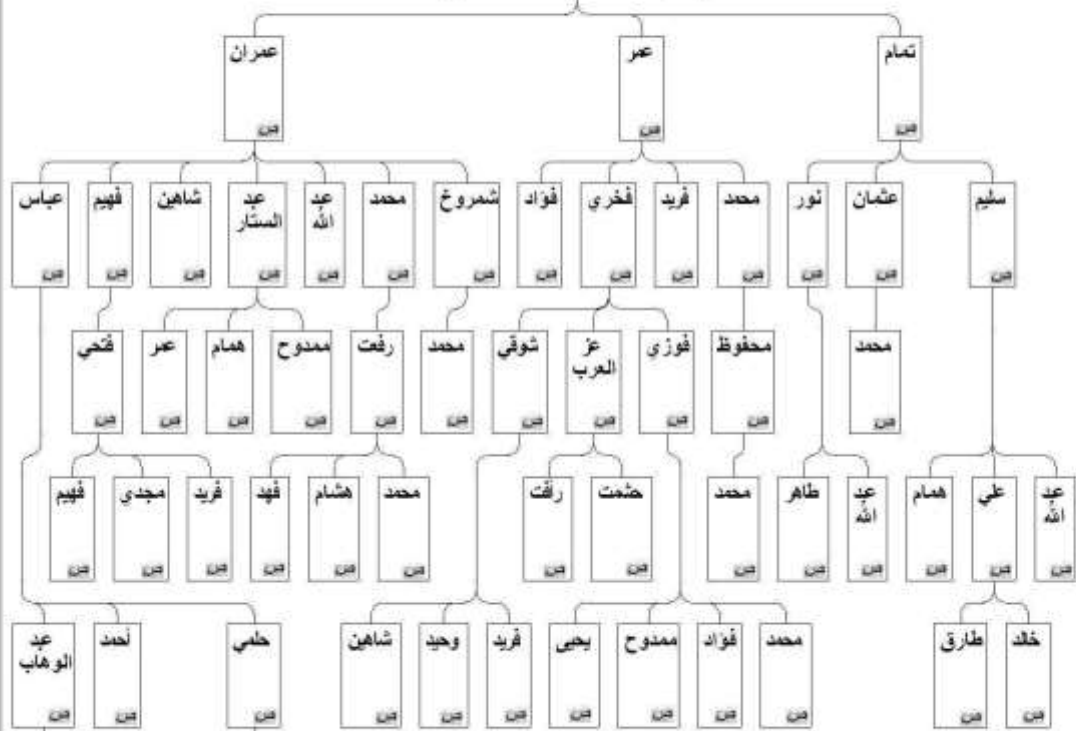 تمام
ص
عمر
ص
عمران
ص
سليم
ص
عثمان
ص
نور
ص
محمد
ص
فريد
ص
فخري
ص
فؤاد
ص
شمروخ
ص
محمد
ص
عبد
الله
ص
عبد
الستار
ص
شاهين
ص
فهيم
ص
عباس
ص
محمد
ص
محفوظ
ص
فوزي
ص
عز
العرب
ص
شوقي
ص
محمد
ص
رفعت
ص
ممدوح
ص
همام
ص
عمر
ص
فتحي
ص
عبد
الله
ص
علي
ص
همام
ص
عبد
الله
ص
طاهر
ص
محمد
ص
حشمت
ص
رأفت
ص
محمد
ص
هشام
ص
فهد
ص
فريد
ص
مجدي
ص
فهيم
ص
خالد
ص
طارق
ص
محمد
ص
فؤاد
ص
ممدوح
ص
يحيى
ص
فريد
ص
وحيد
ص
شاهين
ص
حلمي
ص
أحمد
ص
عبد
الوهاب
ص